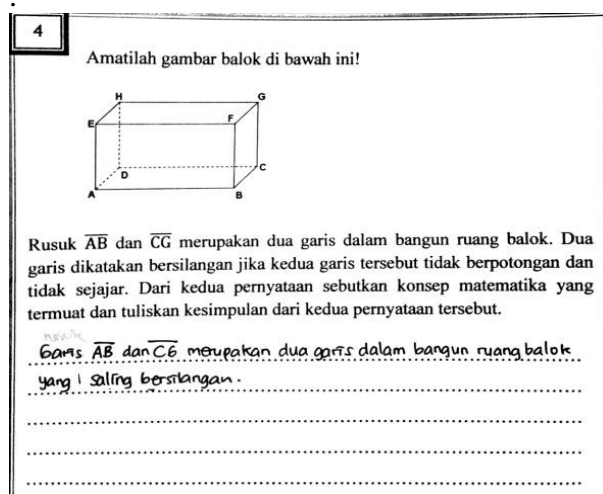 4
Amatilah gambar balok di bawah ini!
H
G
E
F
D
C
A
B
Rusuk AB dan CG merupakan dua garis dalam bangun ruang balok. Dua
garis dikatakan bersilangan jika kedua garis tersebut tidak berpotongan dan
tidak sejajar. Dari kedua pernyataan sebutkan konsep matematika yang
termuat dan tuliskan kesimpulan dari kedua pernyataan tersebut.
Garis AB dan CG merupakan dua garis dalam bangun ruang balok
yang saling bersilangan.